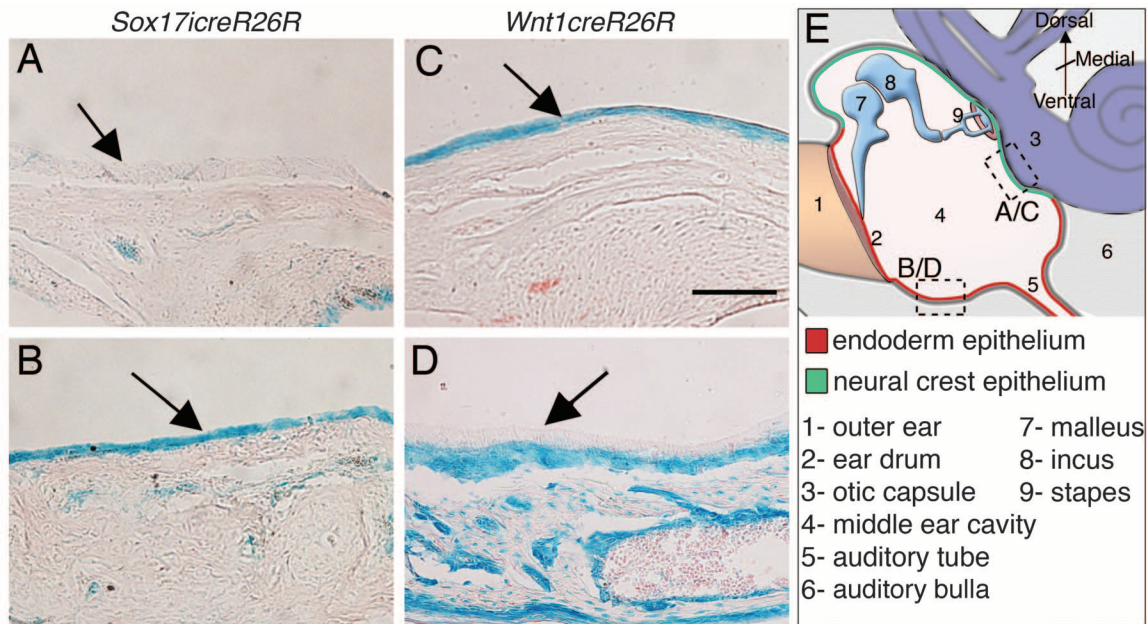 Sox17icreR26R
Wnt1creR26R
A
C
B
D
E
Dorsal
Medial
Ventral
7
8
9
3
1
2
4
A/C
B/D
5
6
endoderm epithelium
neural crest epithelium
1- outer ear
2- ear drum
3- otic capsule
4- middle ear cavity
5- auditory tube
6- auditory bulla
7- malleus
8- incus
9- stapes